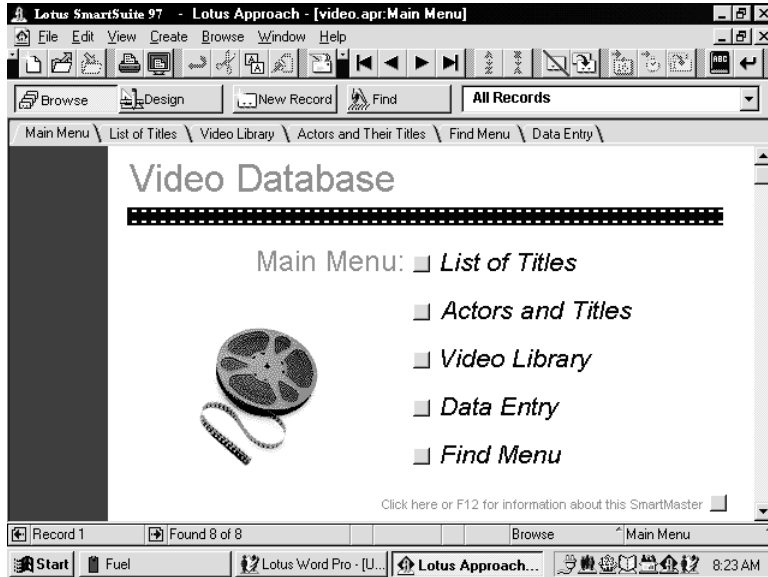 Lotus SmartSuite 97 - Lotus Approach - [video.apr:Main Menu]
File Edit View Create Browse Window Help
ABC
Browse Design New Record Find All Records
Main Menu List of Titles Video Library Actors and Their Titles Find Menu Data Entry
Video Database
Main Menu: List of Titles
Actors and Titles
Video Library
Data Entry
Find Menu
Click here or F12 for information about this SmartMaster
Record 1 Found 8 of 8 Browse Main Menu
Start Fuel Lotus Word Pro - [U... Lotus Approach... 8:23 AM